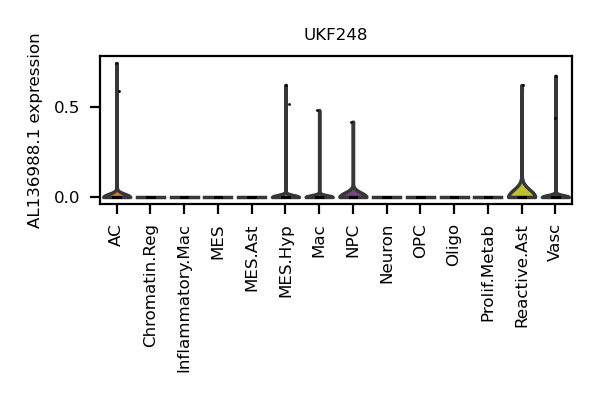 UKF248
AL136988.1 expression
0.5
0.0
AC
Chromatin.Reg
Inflammatory.Mac
MES
MES.Ast
MES.Hyp
Mac
NPC
Neuron
OPC
Oligo
Prolif.Metab
Reactive.Ast
Vasc